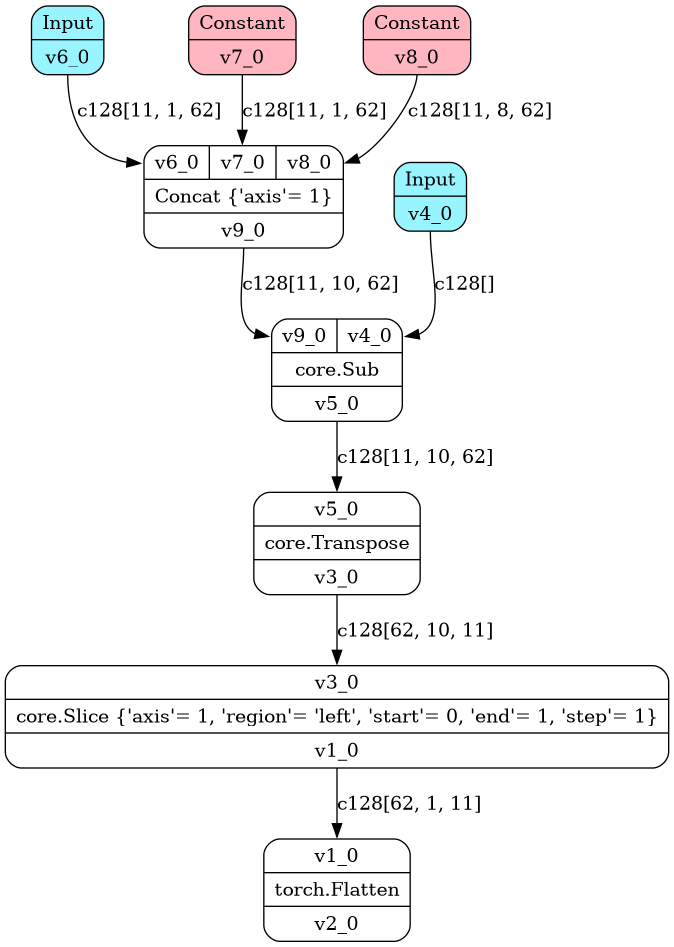 Input
v6_0
Constant
v7_0
Constant
v8_0
c128[11, 1, 62]
c128[11, 1, 62]
c128[11, 8, 62]
v6_0 v7_0 v8_0
Concat {'axis'= 1}
v9_0
Input
v4_0
c128[11, 10, 62]
c128[]
v9_0 v4_0
core.Sub
v5_0
c128[11, 10, 62]
v5_0
core.Transpose
v3_0
c128[62, 10, 11]
v3_0
core.Slice {'axis'= 1, 'region'= 'left', 'start'= 0, 'end'= 1, 'step'= 1}
v1_0
c128[62, 1, 11]
v1_0
torch.Flatten
v2_0